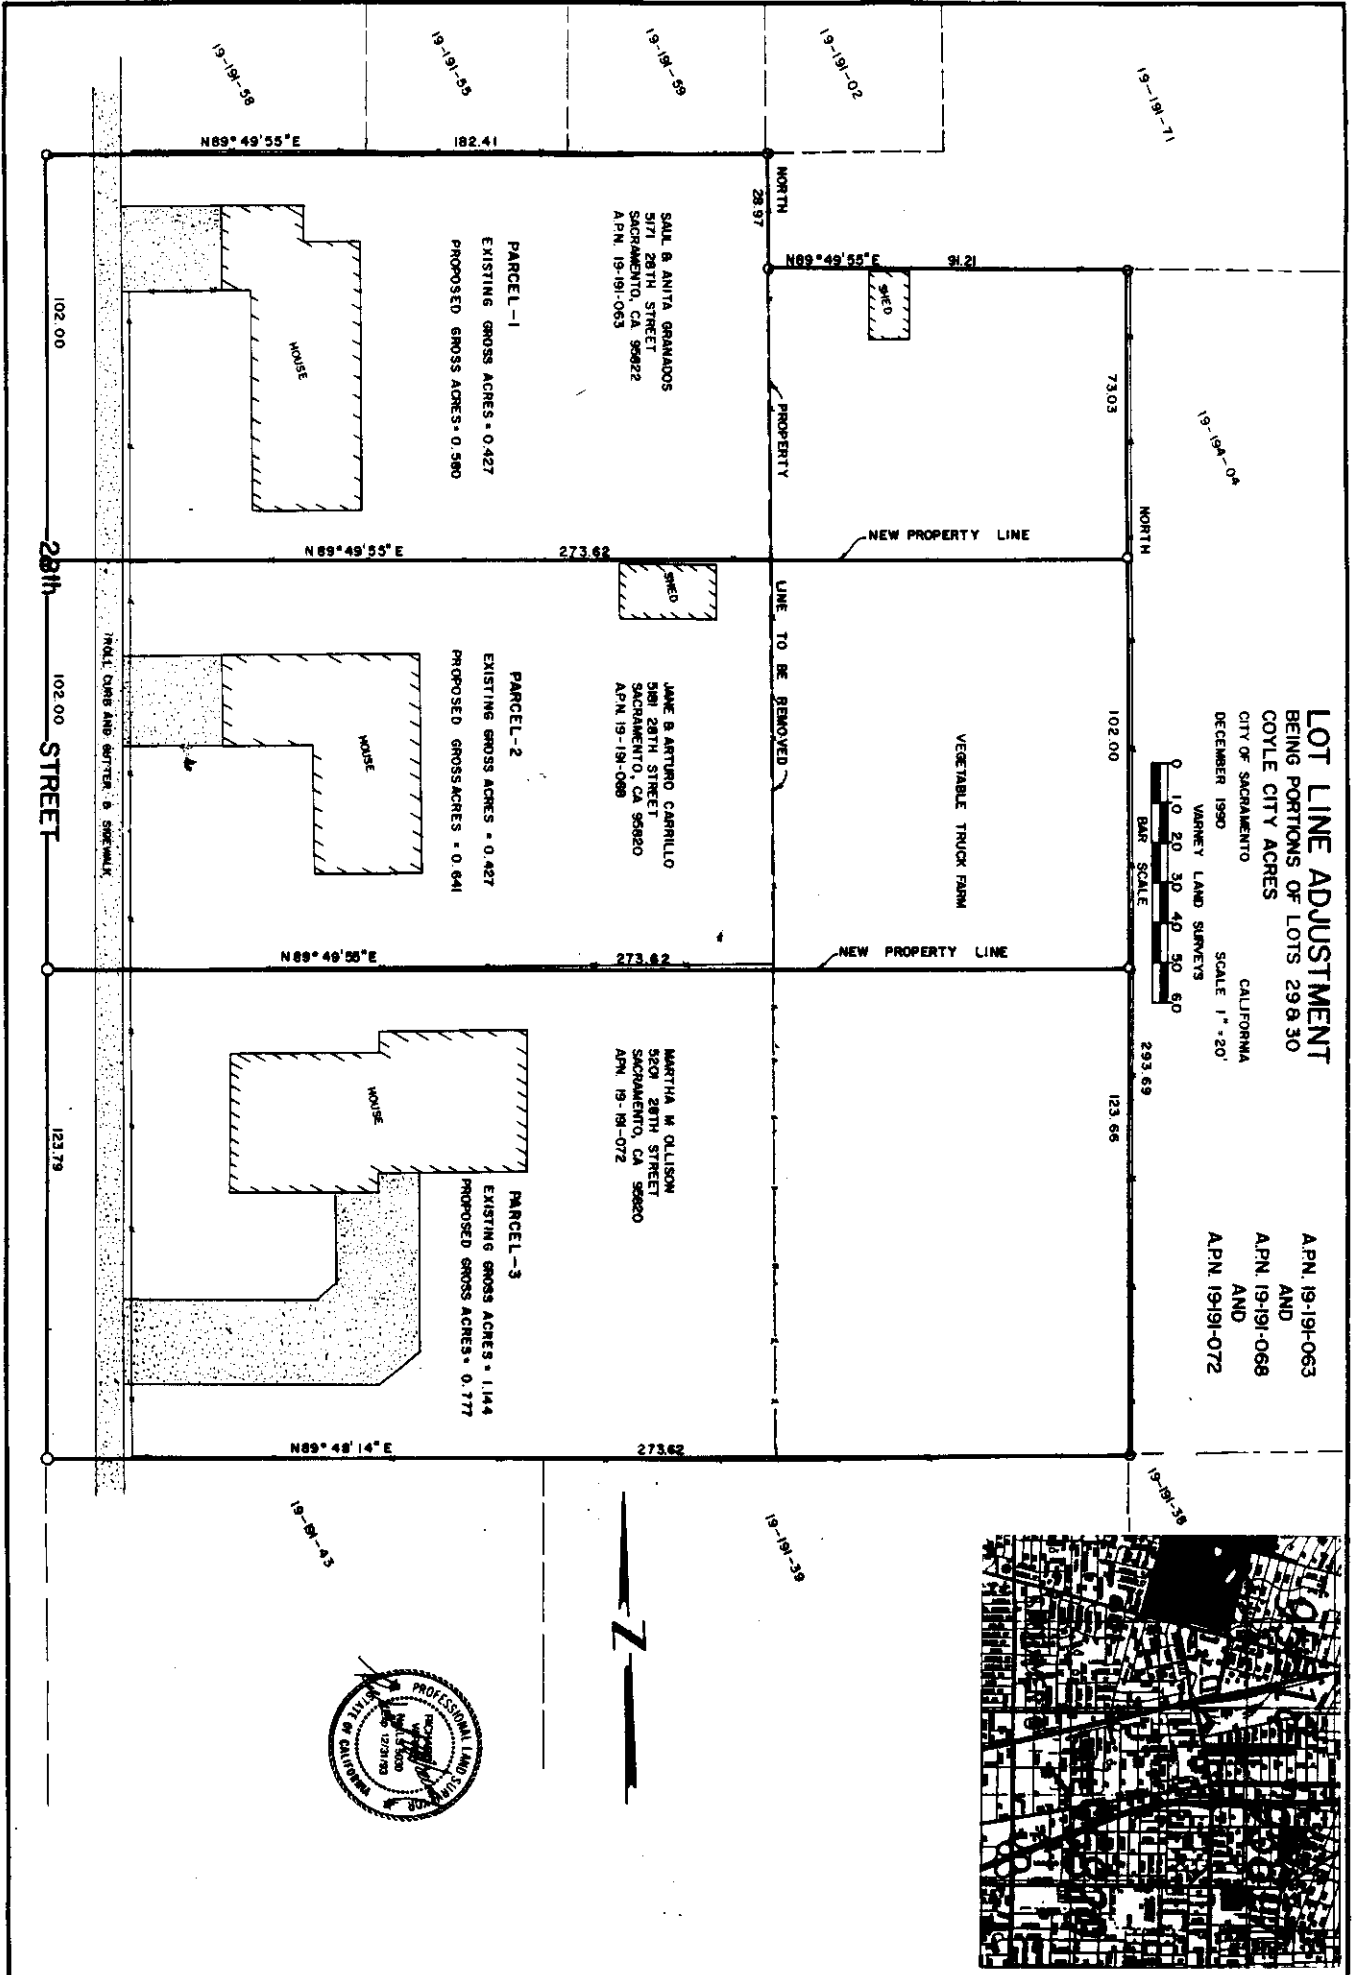 LOT LINE ADJUSTMENT
BEING PORTIONS OF LOTS 29 & 30
COYLE CITY ACRES
CITY OF SACRAMENTO CALIFORNIA
DECEMBER 1990 SCALE 1"=20'
VARNEY LAND SURVEYS
0 10 20 30 40 50 60
BAR SCALE
A.P.N. 19-191-063
AND
A.P.N. 19-191-068
AND
A.P.N. 19-191-072
19-191-71
19-194-04
19-191-02
19-191-59
19-191-55
19-191-58
19-191-38
19-191-39
19-191-43
NORTH
293.69
73.03
102.00
123.66
NORTH
28.97
N89°49'55"E 91.21
SHED
N89°49'55"E 182.41
PROPERTY
LINE TO BE REMOVED
NEW PROPERTY LINE
NEW PROPERTY LINE
VEGETABLE TRUCK FARM
SAUL & ANITA GRANADOS
5171 28TH STREET
SACRAMENTO, CA. 95822
A.P.N. 19-191-063
PARCEL-1
EXISTING GROSS ACRES = 0.427
PROPOSED GROSS ACRES = 0.580
HOUSE
N89°49'55"E 273.62
SHED
JANE & ARTURO CARRILLO
5181 28TH STREET
SACRAMENTO, CA 95820
A.P.N. 19-191-068
PARCEL-2
EXISTING GROSS ACRES = 0.427
PROPOSED GROSS ACRES = 0.641
HOUSE
N89°49'55"E 273.62
MARTHA M OLLISON
5201 28TH STREET
SACRAMENTO, CA 95820
APN. 19-191-072
PARCEL-3
EXISTING GROSS ACRES = 1.144
PROPOSED GROSS ACRES = 0.777
HOUSE
N89°48'14"E 273.62
CURB AND GUTTER & SIDEWALK
102.00
28th STREET
102.00
123.79
N
PROFESSIONAL LAND SURVEYOR
STATE OF CALIFORNIA
12/31/93